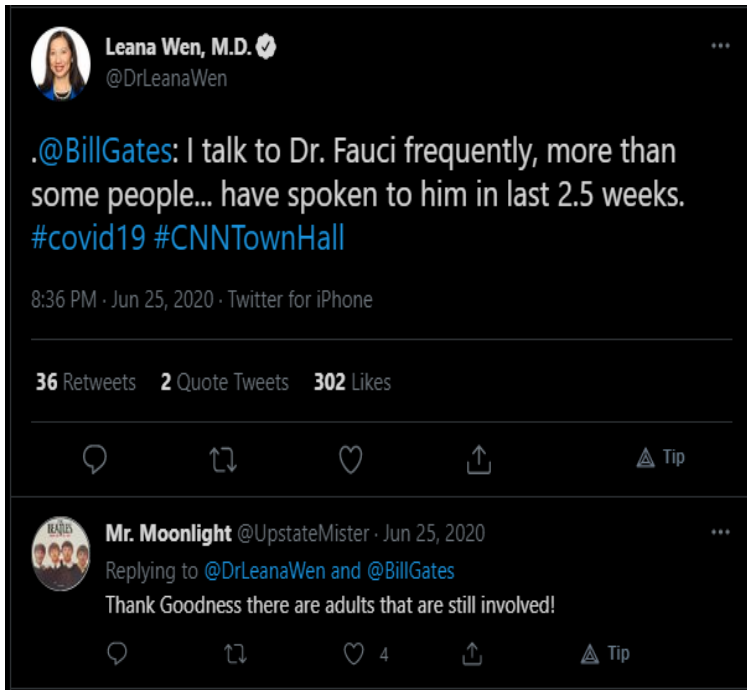 Leana Wen, M.D.
@DrLeanaWen
.@BillGates: I talk to Dr. Fauci frequently, more than
some people... have spoken to him in last 2.5 weeks.
#covid19 #CNNTownHall
8:36 PM · Jun 25, 2020 · Twitter for iPhone
36 Retweets 2 Quote Tweets 302 Likes
Tip
BEATLES
Mr. Moonlight @UpstateMister · Jun 25, 2020
Replying to @DrLeanaWen and @BillGates
Thank Goodness there are adults that are still involved!
4 Tip